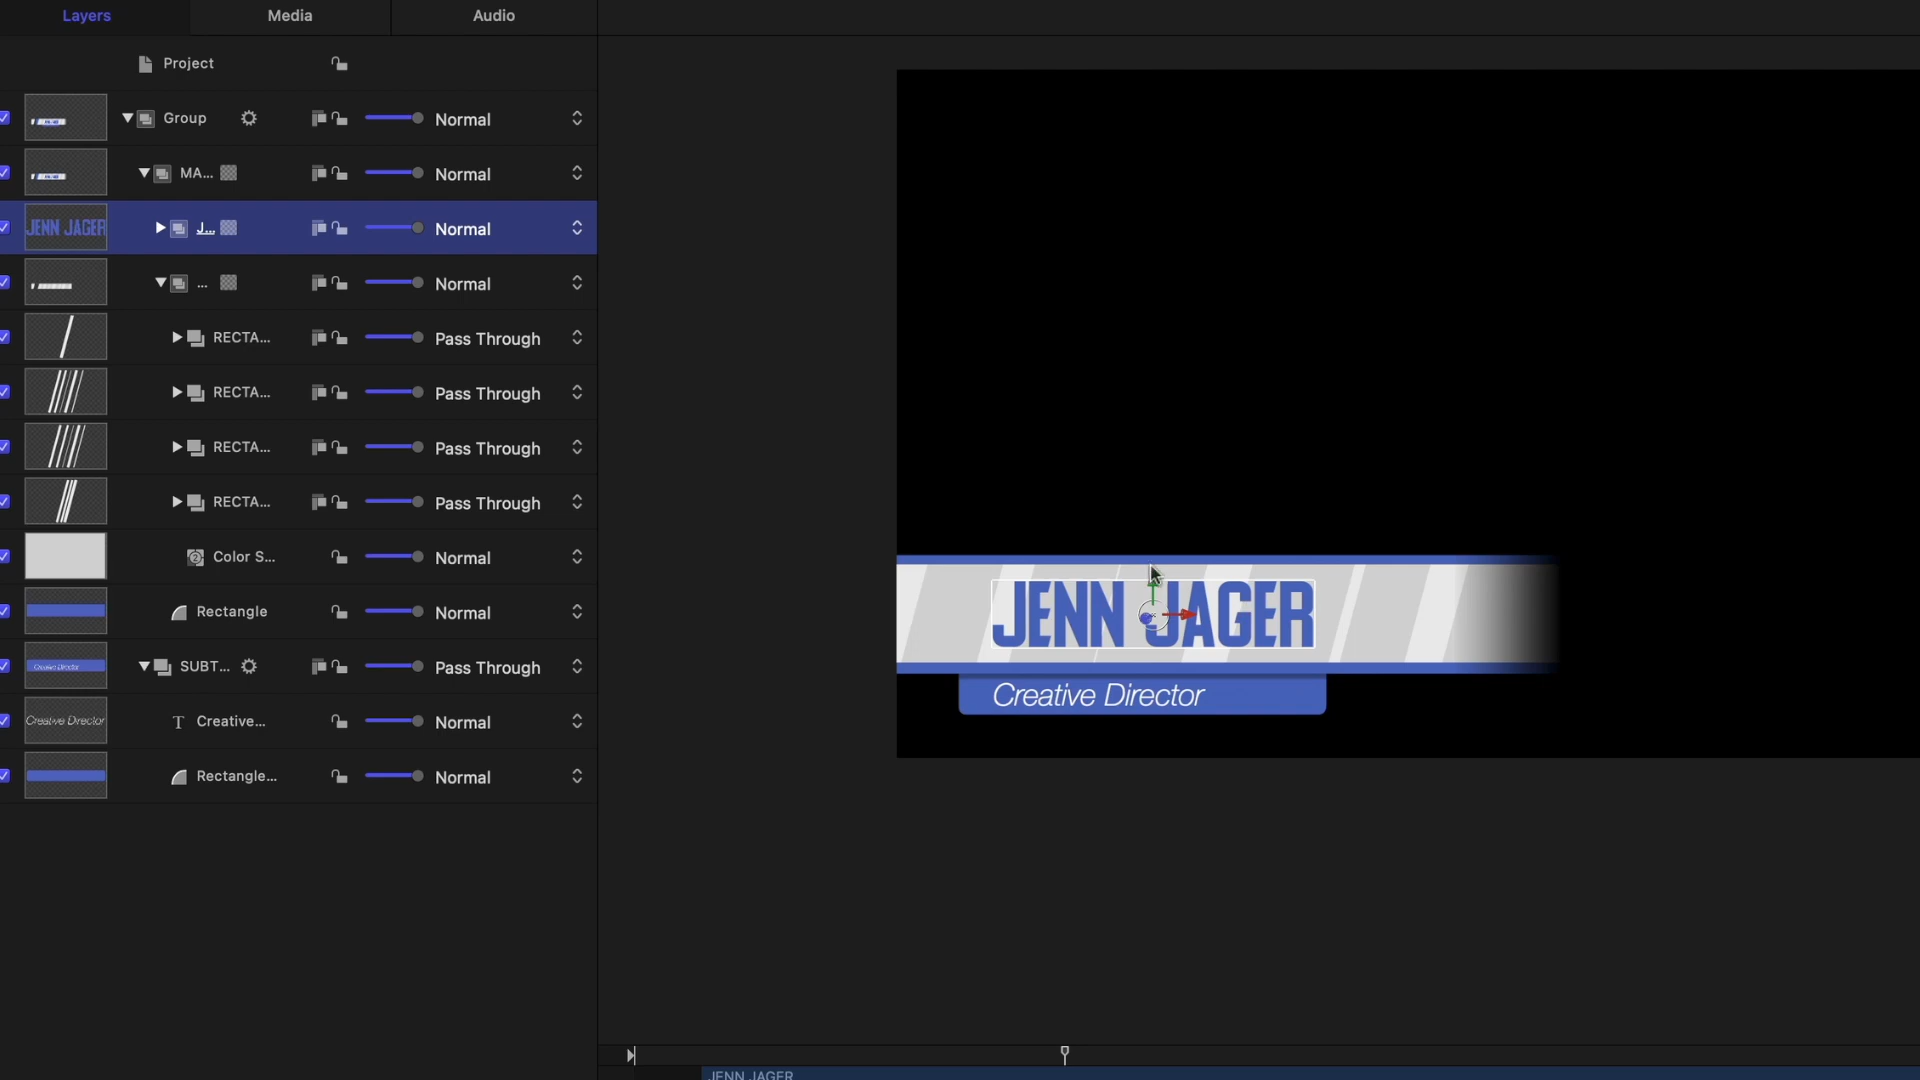 Layers
Media
Audio
Project
Group
Normal
MA...
Normal
JENN JAGER
J...
Normal
...
Normal
RECTA...
Pass Through
RECTA...
Pass Through
RECTA...
Pass Through
RECTA...
Pass Through
Color S...
Normal
Rectangle
Normal
Creative Director
SUBT...
Pass Through
Creative Director
Creative...
Normal
Rectangle...
Normal
JENN JAGER
Creative Director
JENN JAGER